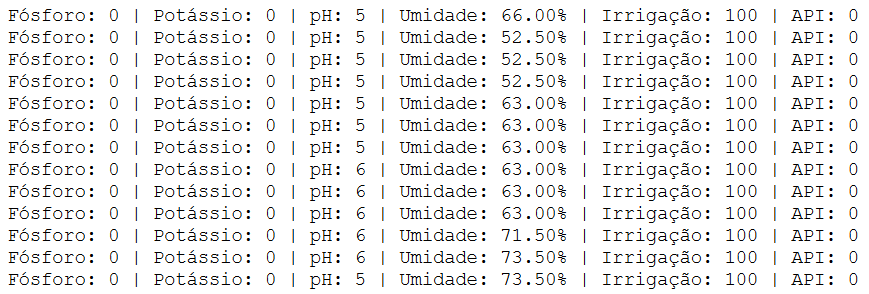 Fósforo: 0 | Potássio: 0 | pH: 5 | Umidade: 66.00% | Irrigação: 100 | API: 0
Fósforo: 0 | Potássio: 0 | pH: 5 | Umidade: 52.50% | Irrigação: 100 | API: 0
Fósforo: 0 | Potássio: 0 | pH: 5 | Umidade: 52.50% | Irrigação: 100 | API: 0
Fósforo: 0 | Potássio: 0 | pH: 5 | Umidade: 52.50% | Irrigação: 100 | API: 0
Fósforo: 0 | Potássio: 0 | pH: 5 | Umidade: 63.00% | Irrigação: 100 | API: 0
Fósforo: 0 | Potássio: 0 | pH: 5 | Umidade: 63.00% | Irrigação: 100 | API: 0
Fósforo: 0 | Potássio: 0 | pH: 5 | Umidade: 63.00% | Irrigação: 100 | API: 0
Fósforo: 0 | Potássio: 0 | pH: 6 | Umidade: 63.00% | Irrigação: 100 | API: 0
Fósforo: 0 | Potássio: 0 | pH: 6 | Umidade: 63.00% | Irrigação: 100 | API: 0
Fósforo: 0 | Potássio: 0 | pH: 6 | Umidade: 63.00% | Irrigação: 100 | API: 0
Fósforo: 0 | Potássio: 0 | pH: 6 | Umidade: 71.50% | Irrigação: 100 | API: 0
Fósforo: 0 | Potássio: 0 | pH: 6 | Umidade: 73.50% | Irrigação: 100 | API: 0
Fósforo: 0 | Potássio: 0 | pH: 5 | Umidade: 73.50% | Irrigação: 100 | API: 0